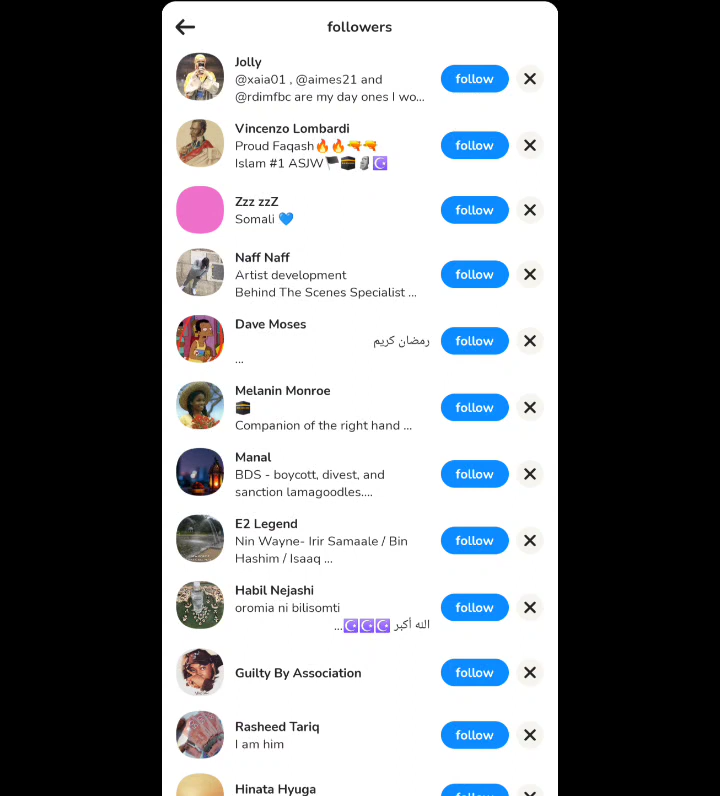 followers
Jolly
@xaia01 , @aimes21 and
@rdimfbc are my day ones I wo...
follow
Vincenzo Lombardi
Proud Faqash🔥🔥🔫🔫
Islam #1 ASJW🏴🕋🗿☪️
follow
Zzz zzZ
Somali 💙
follow
Naff Naff
Artist development
Behind The Scenes Specialist ...
follow
Dave Moses
رمضان كريم
...
follow
Melanin Monroe
🕋
Companion of the right hand ...
follow
Manal
BDS - boycott, divest, and
sanction lamagoodles....
follow
E2 Legend
Nin Wayne- Irir Samaale / Bin
Hashim / Isaaq ...
follow
Habil Nejashi
oromia ni bilisomti
الله أكبر ☪️☪️☪️...
follow
Guilty By Association
follow
Rasheed Tariq
I am him
follow
Hinata Hyuga
follow